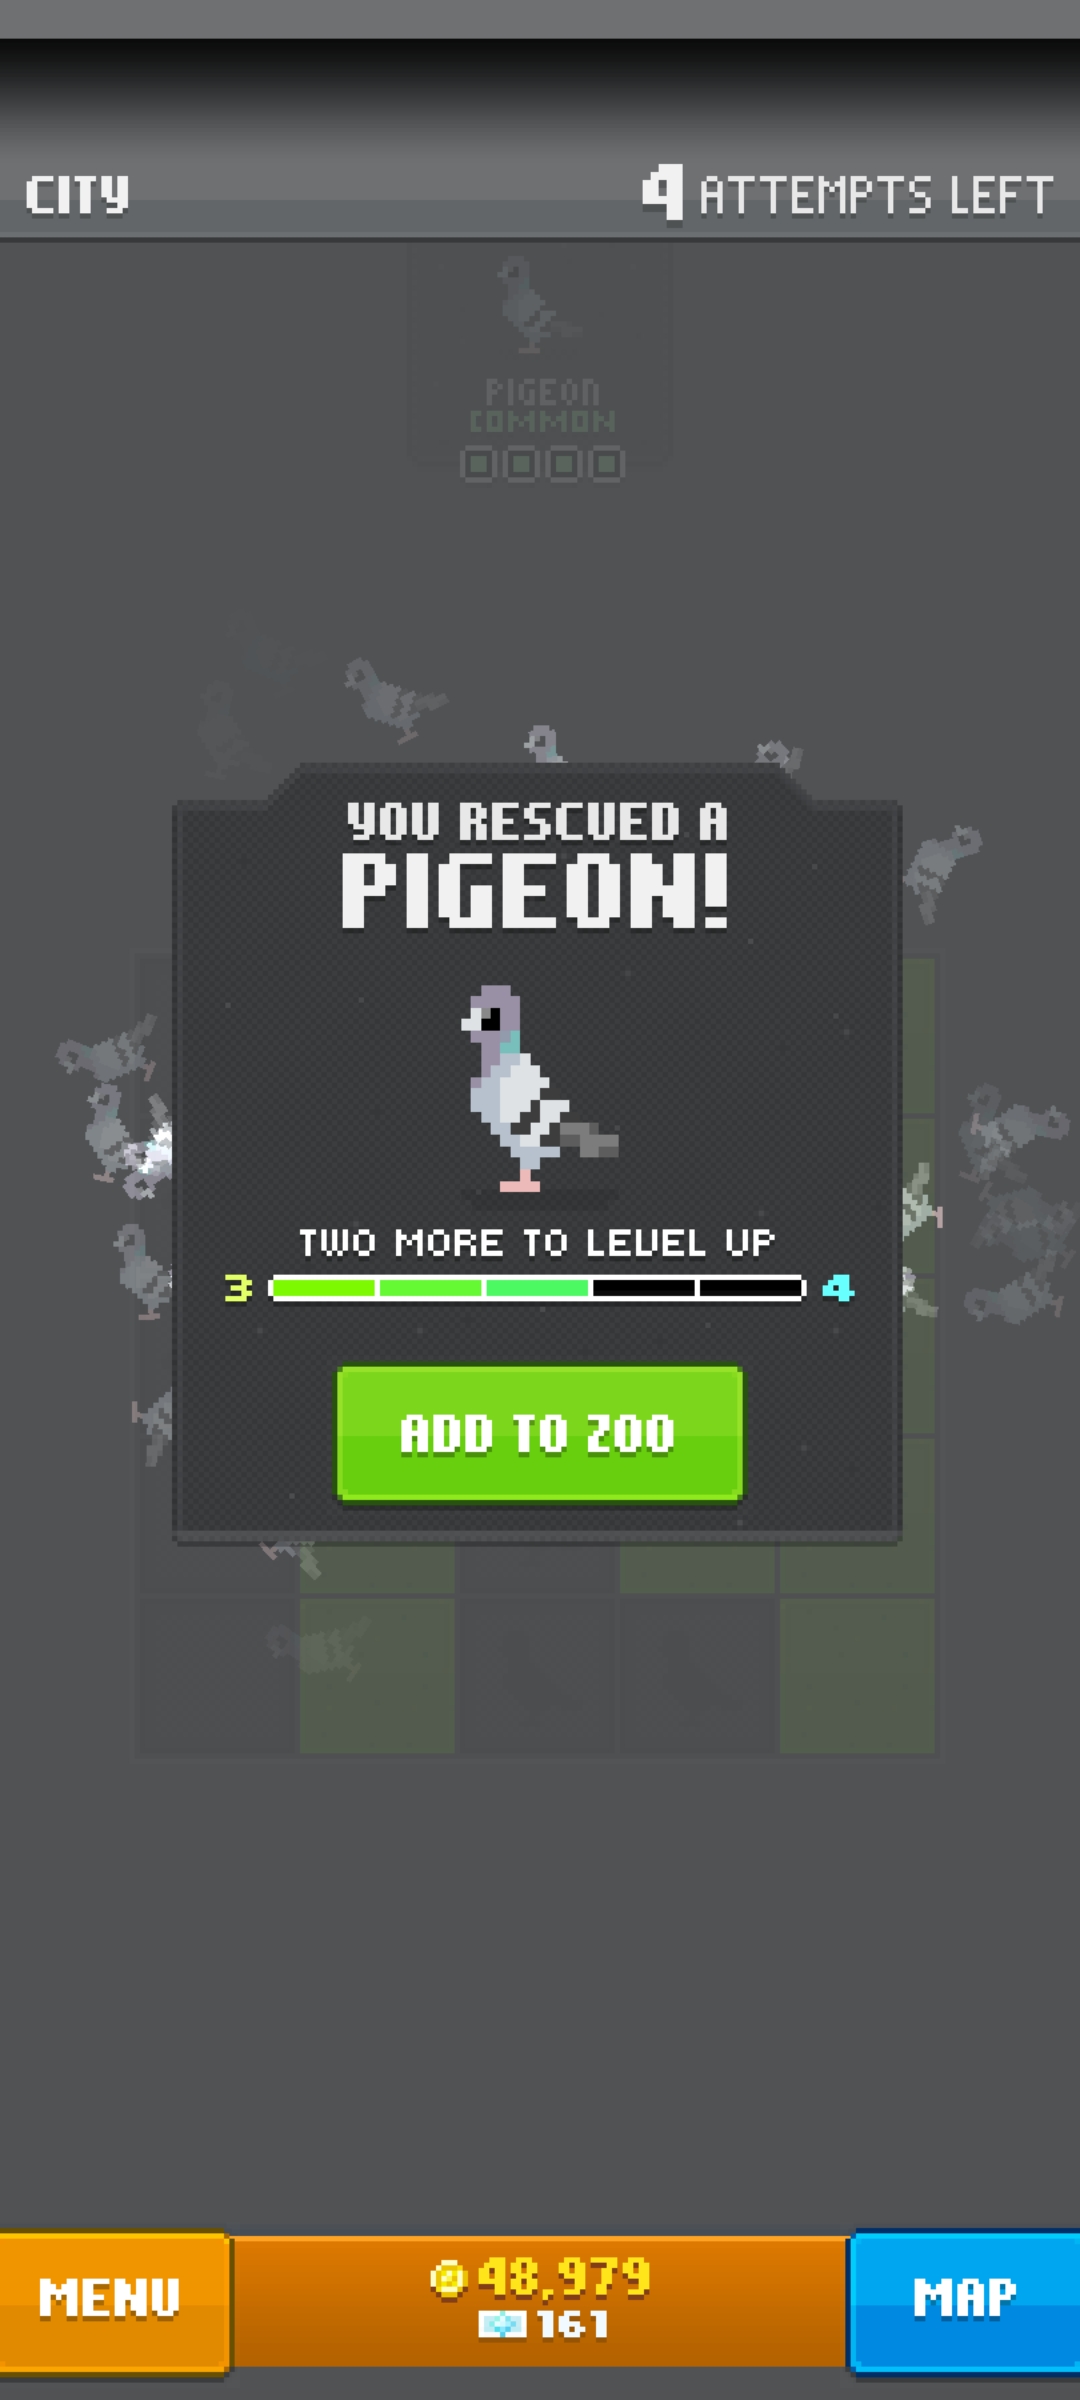 CITY
4 ATTEMPTS LEFT
PIGEON
COMMON
YOU RESCUED A
PIGEON!
TWO MORE TO LEVEL UP
3 4
ADD TO ZOO
MENU
48,979
161
MAP